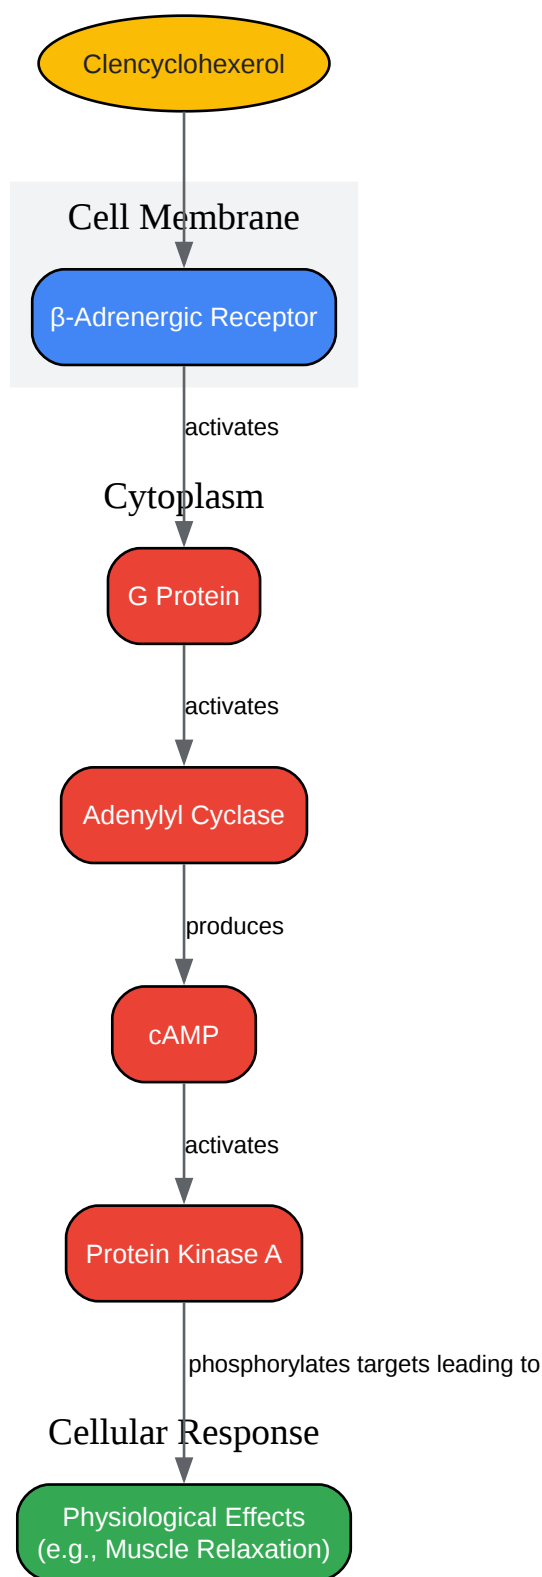 Clencyclohexerol
Cell Membrane
β-Adrenergic Receptor
activates
Cytoplasm
G Protein
activates
Adenylyl Cyclase
produces
cAMP
activates
Protein Kinase A
phosphorylates targets leading to
Cellular Response
Physiological Effects
(e.g., Muscle Relaxation)